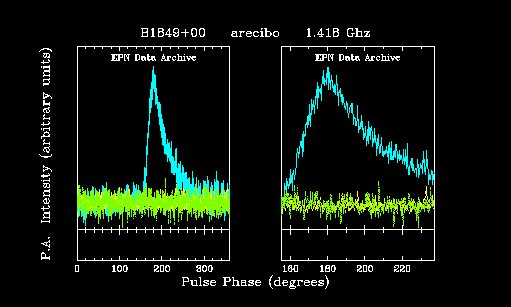 B1849+00 arecibo 1.418 Ghz
EPN Data Archive EPN Data Archive
P.A. Intensity (arbitrary units)
0 100 200 300 160 180 200 220
Pulse Phase (degrees)